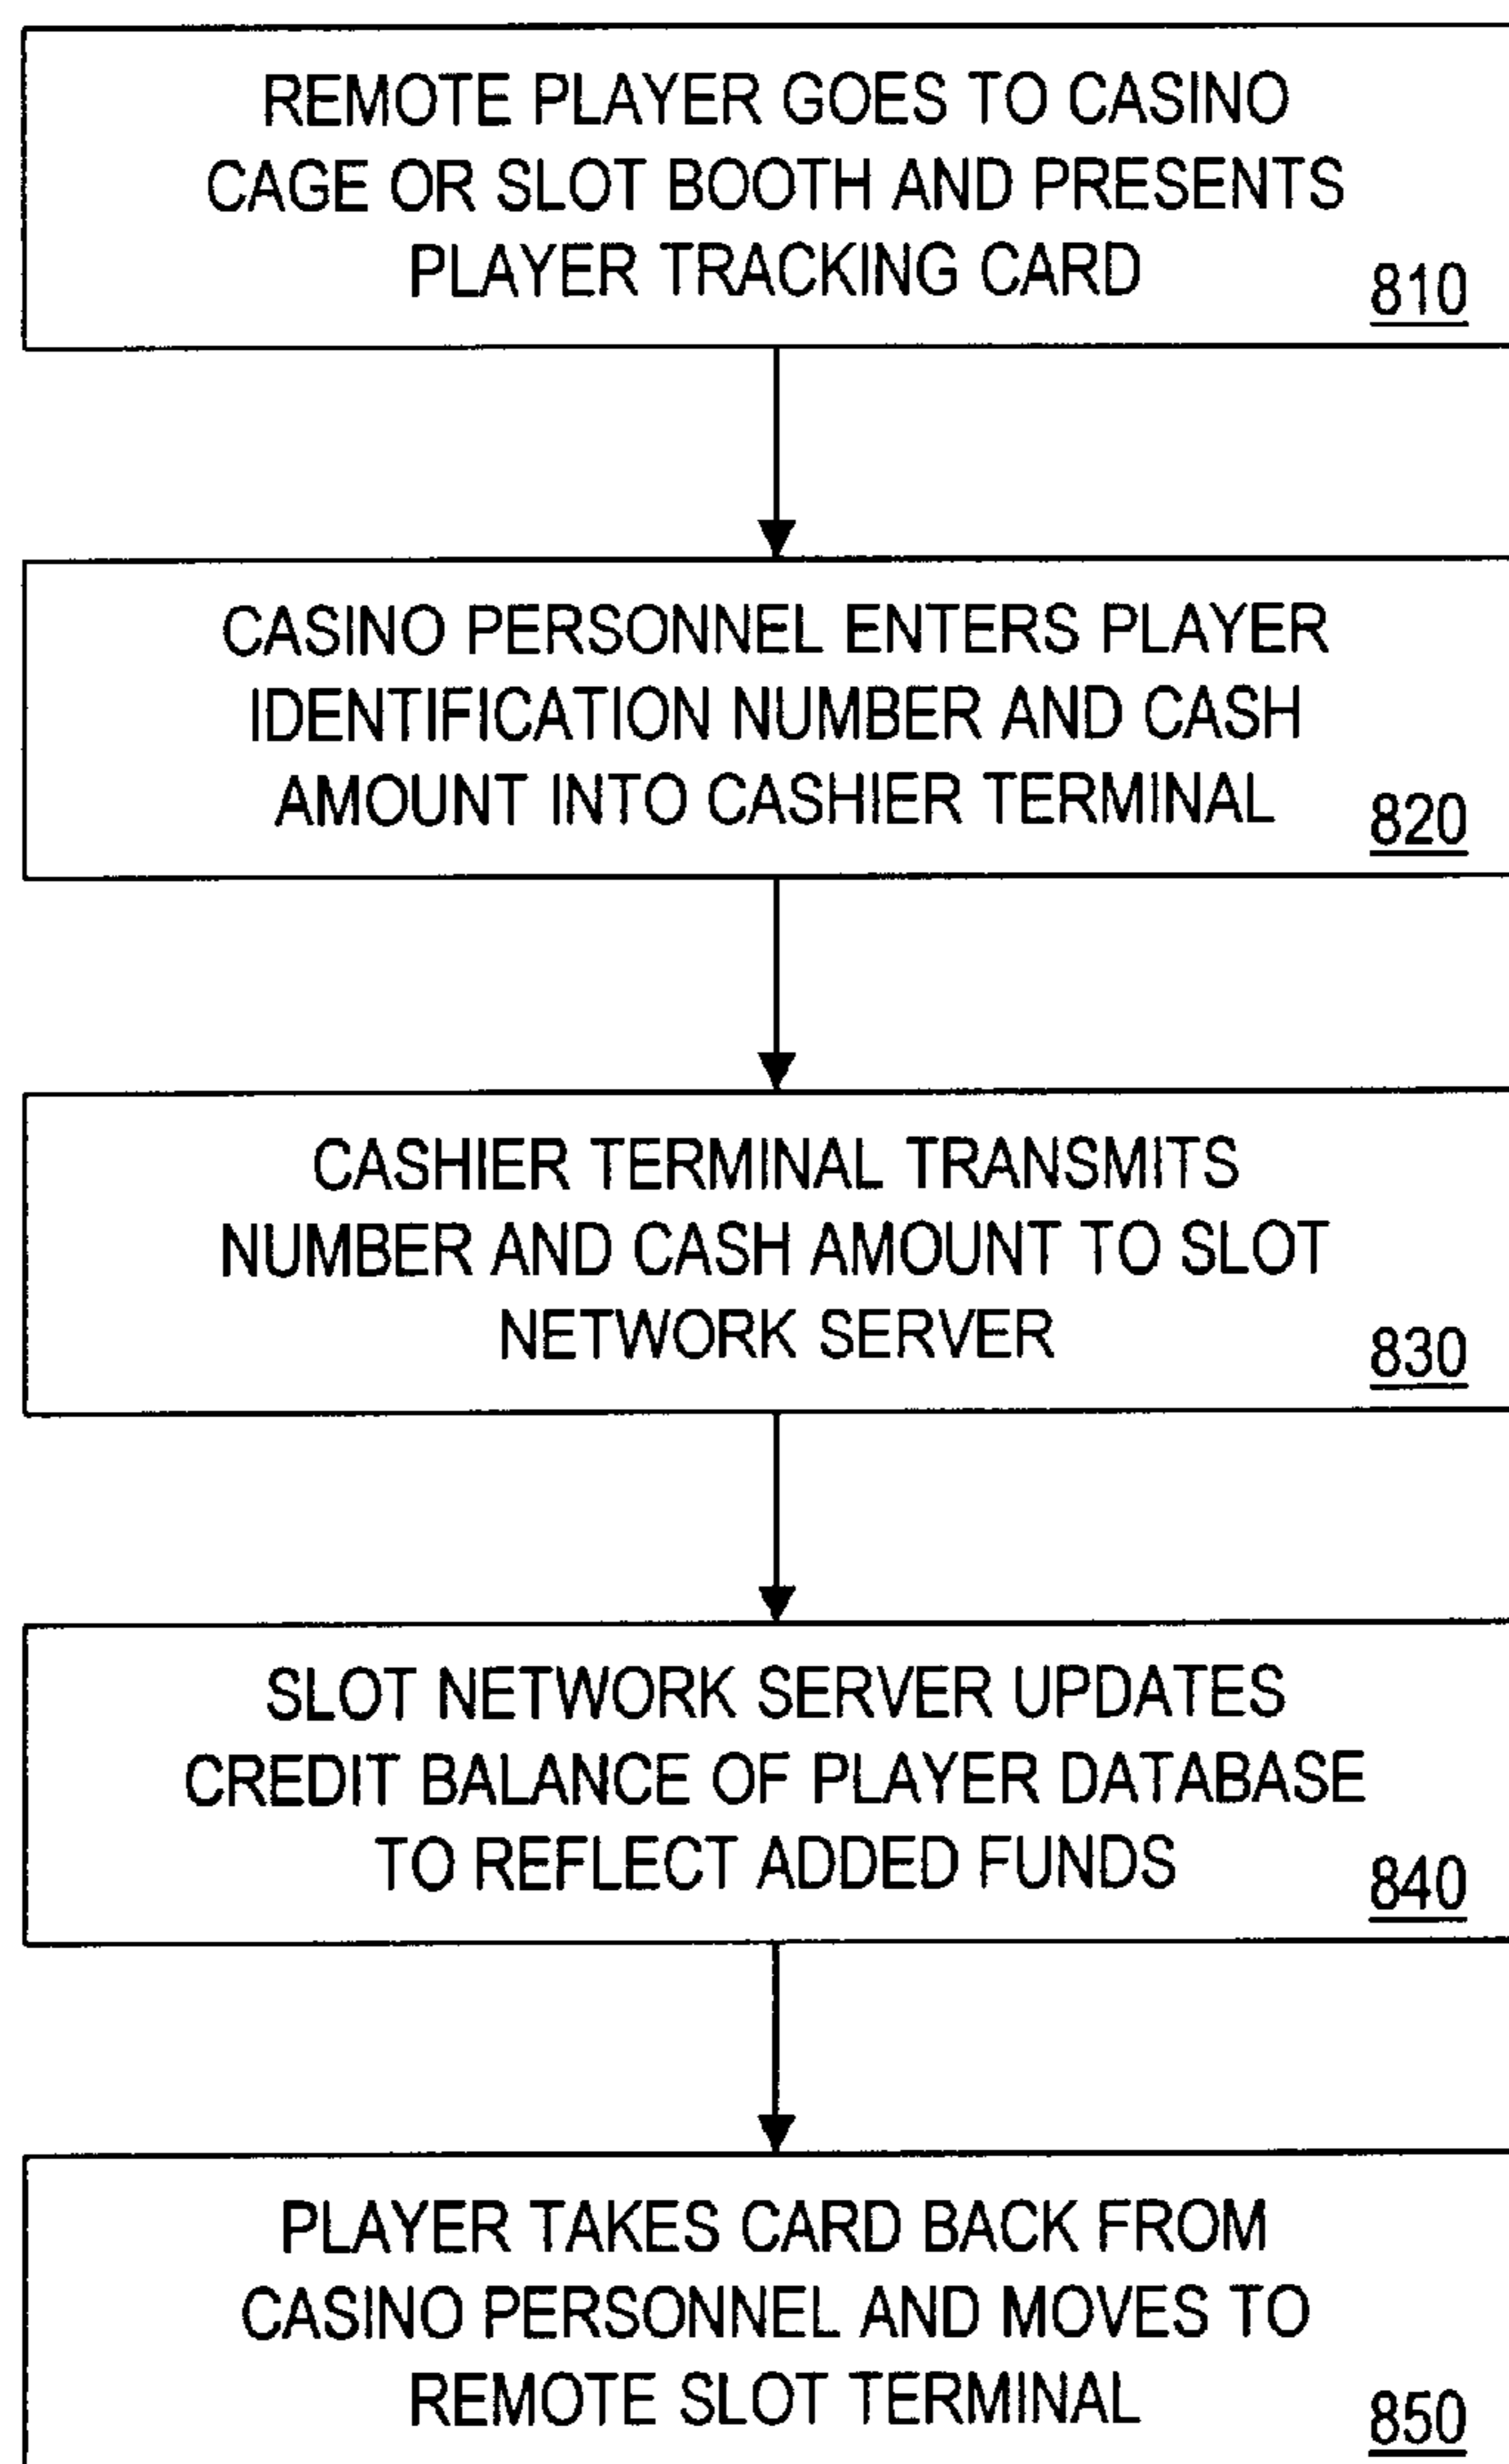 REMOTE PLAYER GOES TO CASINO
CAGE OR SLOT BOOTH AND PRESENTS
PLAYER TRACKING CARD
810
CASINO PERSONNEL ENTERS PLAYER
IDENTIFICATION NUMBER AND CASH
AMOUNT INTO CASHIER TERMINAL
820
CASHIER TERMINAL TRANSMITS
NUMBER AND CASH AMOUNT TO SLOT
NETWORK SERVER
830
SLOT NETWORK SERVER UPDATES
CREDIT BALANCE OF PLAYER DATABASE
TO REFLECT ADDED FUNDS
840
PLAYER TAKES CARD BACK FROM
CASINO PERSONNEL AND MOVES TO
REMOTE SLOT TERMINAL
850